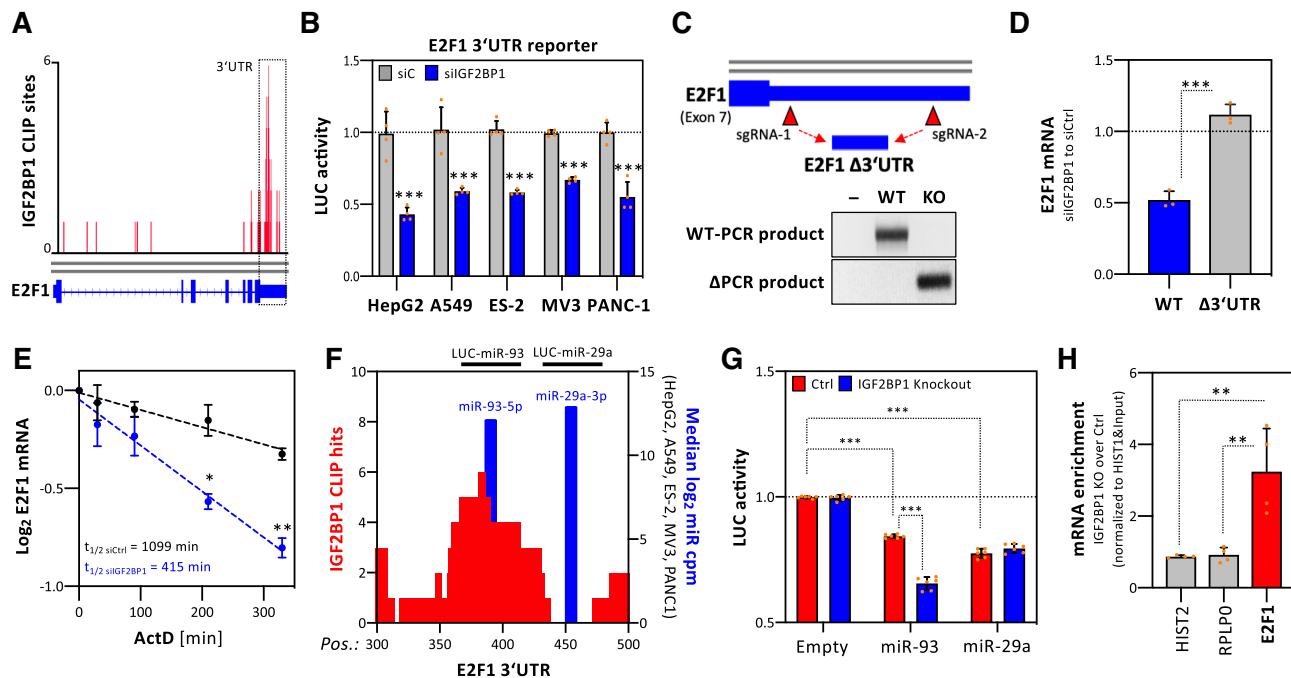 A
IGF2BP1 CLIP sites
6
0
3‘UTR
E2F1
B
E2F1 3‘UTR reporter
siC
siIGF2BP1
LUC activity
1.5
1.0
0.5
0.0
***
***
***
***
***
HepG2 A549 ES-2 MV3 PANC-1
C
E2F1
(Exon 7)
sgRNA-1
sgRNA-2
E2F1 Δ3‘UTR
– WT KO
WT-PCR product
ΔPCR product
D
E2F1 mRNA
siIGF2BP1 to siCtrl
1.5
1.0
0.5
0.0
***
WT Δ3‘UTR
E
Log2 E2F1 mRNA
0.0
-0.5
-1.0
*
**
t1/2 siCtrl = 1099 min
t1/2 siIGF2BP1 = 415 min
0 100 200 300
ActD [min]
F
LUC-miR-93
LUC-miR-29a
IGF2BP1 CLIP hits
10
8
6
4
2
0
miR-93-5p
miR-29a-3p
15
10
5
0
Median log2 miR cpm
(HepG2, A549, ES-2, MV3, PANC1)
Pos.: 300 350 400 450 500
E2F1 3‘UTR
G
Ctrl
IGF2BP1 Knockout
LUC activity
1.5
1.0
0.5
***
***
***
Empty miR-93 miR-29a
H
mRNA enrichment
IGF2BP1 KO over Ctrl
(normalized to HIST1&Input)
6
4
2
0
**
**
HIST2
RPLP0
E2F1